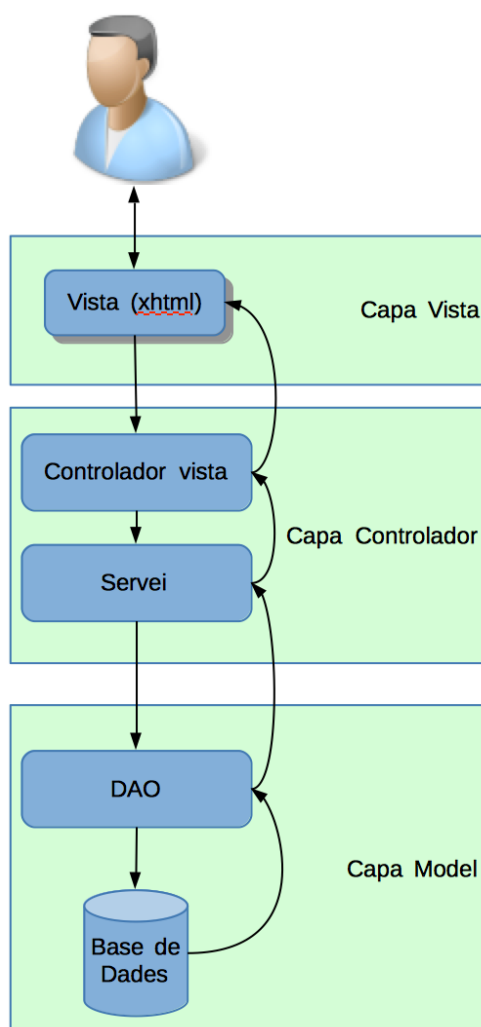 Vista (xhtml)
Capa Vista
Controlador vista
Capa Controlador
Servei
DAO
Capa Model
Base de
Dades